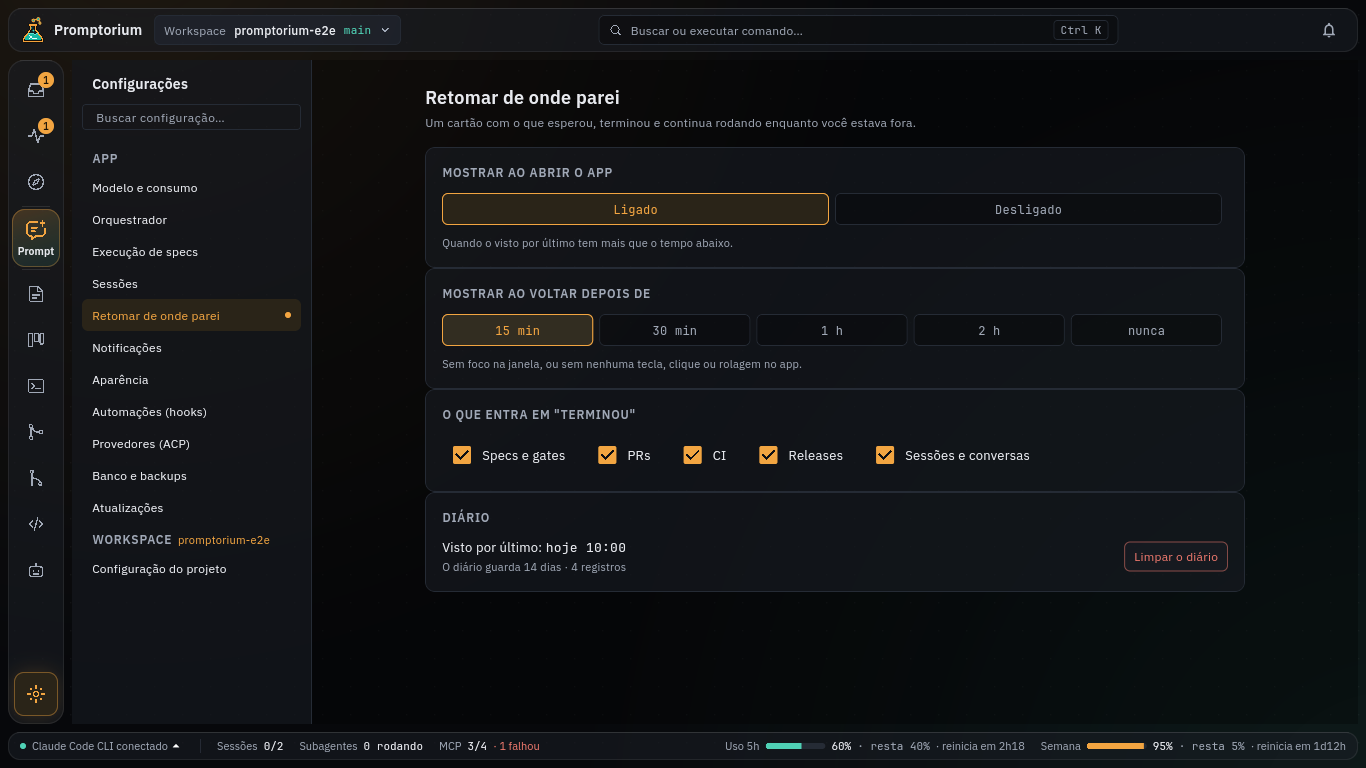 Promptorium
Workspace promptorium-e2e main
Buscar ou executar comando...
Ctrl K
1
1
Prompt
Configurações
Buscar configuração...
APP
Modelo e consumo
Orquestrador
Execução de specs
Sessões
Retomar de onde parei
Notificações
Aparência
Automações (hooks)
Provedores (ACP)
Banco e backups
Atualizações
WORKSPACE promptorium-e2e
Configuração do projeto
Retomar de onde parei
Um cartão com o que esperou, terminou e continua rodando enquanto você estava fora.
MOSTRAR AO ABRIR O APP
Ligado Desligado
Quando o visto por último tem mais que o tempo abaixo.
MOSTRAR AO VOLTAR DEPOIS DE
15 min 30 min 1 h 2 h nunca
Sem foco na janela, ou sem nenhuma tecla, clique ou rolagem no app.
O QUE ENTRA EM "TERMINOU"
Specs e gates PRs CI Releases Sessões e conversas
DIÁRIO
Visto por último: hoje 10:00
O diário guarda 14 dias · 4 registros
Limpar o diário
Claude Code CLI conectado Sessões 0/2 Subagentes 0 rodando MCP 3/4 · 1 falhou Uso 5h 60% · resta 40% · reinicia em 2h18 Semana 95% · resta 5% · reinicia em 1d12h